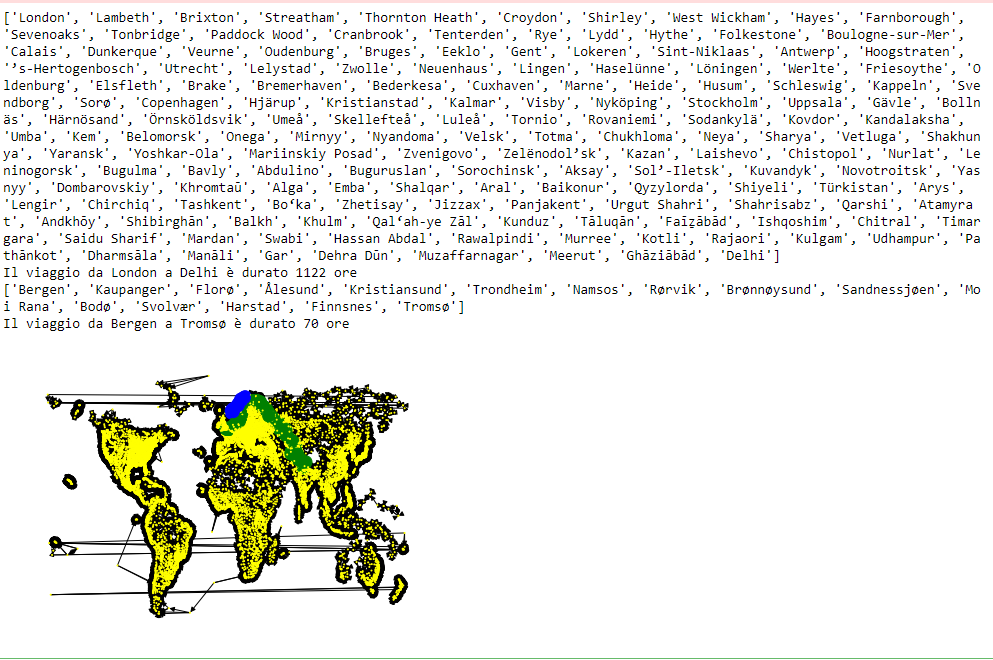 ['London', 'Lambeth', 'Brixton', 'Streatham', 'Thornton Heath', 'Croydon', 'Shirley', 'West Wickham', 'Hayes', 'Farnborough',
'Sevenoaks', 'Tonbridge', 'Paddock Wood', 'Cranbrook', 'Tenterden', 'Rye', 'Lydd', 'Hythe', 'Folkestone', 'Boulogne-sur-Mer',
'Calais', 'Dunkerque', 'Veurne', 'Oudenburg', 'Bruges', 'Eeklo', 'Gent', 'Lokeren', 'Sint-Niklaas', 'Antwerp', 'Hoogstraten',
'’s-Hertogenbosch', 'Utrecht', 'Lelystad', 'Zwolle', 'Neuenhaus', 'Lingen', 'Haselünne', 'Löningen', 'Werlte', 'Friesoythe', 'O
ldenburg', 'Elsfleth', 'Brake', 'Bremerhaven', 'Bederkesa', 'Cuxhaven', 'Marne', 'Heide', 'Husum', 'Schleswig', 'Kappeln', 'Sve
ndborg', 'Sorø', 'Copenhagen', 'Hjärup', 'Kristianstad', 'Kalmar', 'Visby', 'Nyköping', 'Stockholm', 'Uppsala', 'Gävle', 'Bolln
äs', 'Härnösand', 'Örnsköldsvik', 'Umeå', 'Skellefteå', 'Luleå', 'Tornio', 'Rovaniemi', 'Sodankylä', 'Kovdor', 'Kandalaksha',
'Umba', 'Kem', 'Belomorsk', 'Onega', 'Mirnyy', 'Nyandoma', 'Velsk', 'Totma', 'Chukhloma', 'Neya', 'Sharya', 'Vetluga', 'Shakhun
ya', 'Yaransk', 'Yoshkar-Ola', 'Mariinskiy Posad', 'Zvenigovo', 'Zelënodol’sk', 'Kazan', 'Laishevo', 'Chistopol', 'Nurlat', 'Le
ninogorsk', 'Bugulma', 'Bavly', 'Abdulino', 'Buguruslan', 'Sorochinsk', 'Aksay', 'Sol’-Iletsk', 'Kuvandyk', 'Novotroitsk', 'Yas
nyy', 'Dombarovskiy', 'Khromtaū', 'Alga', 'Emba', 'Shalqar', 'Aral', 'Baikonur', 'Qyzylorda', 'Shiyeli', 'Türkistan', 'Arys',
'Lengir', 'Chirchiq', 'Tashkent', 'Bo‘ka', 'Zhetisay', 'Jizzax', 'Panjakent', 'Urgut Shahri', 'Shahrisabz', 'Qarshi', 'Atamyra
t', 'Andkhōy', 'Shibirghān', 'Balkh', 'Khulm', 'Qal‘ah-ye Zāl', 'Kunduz', 'Tāluqān', 'Faīẕābād', 'Ishqoshim', 'Chitral', 'Timar
gara', 'Saidu Sharif', 'Mardan', 'Swabi', 'Hassan Abdal', 'Rawalpindi', 'Murree', 'Kotli', 'Rajaori', 'Kulgam', 'Udhampur', 'Pa
thānkot', 'Dharmsāla', 'Manāli', 'Gar', 'Dehra Dūn', 'Muzaffarnagar', 'Meerut', 'Ghāziābād', 'Delhi']
Il viaggio da London a Delhi è durato 1122 ore
['Bergen', 'Kaupanger', 'Florø', 'Ålesund', 'Kristiansund', 'Trondheim', 'Namsos', 'Rørvik', 'Brønnøysund', 'Sandnessjøen', 'Mo
i Rana', 'Bodø', 'Svolvær', 'Harstad', 'Finnsnes', 'Tromsø']
Il viaggio da Bergen a Tromsø è durato 70 ore